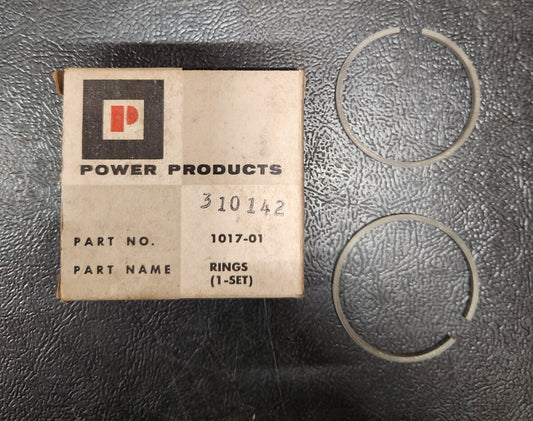 P
POWER PRODUCTS
310142
PART NO. 1017-01
PART NAME RINGS
(1-SET)